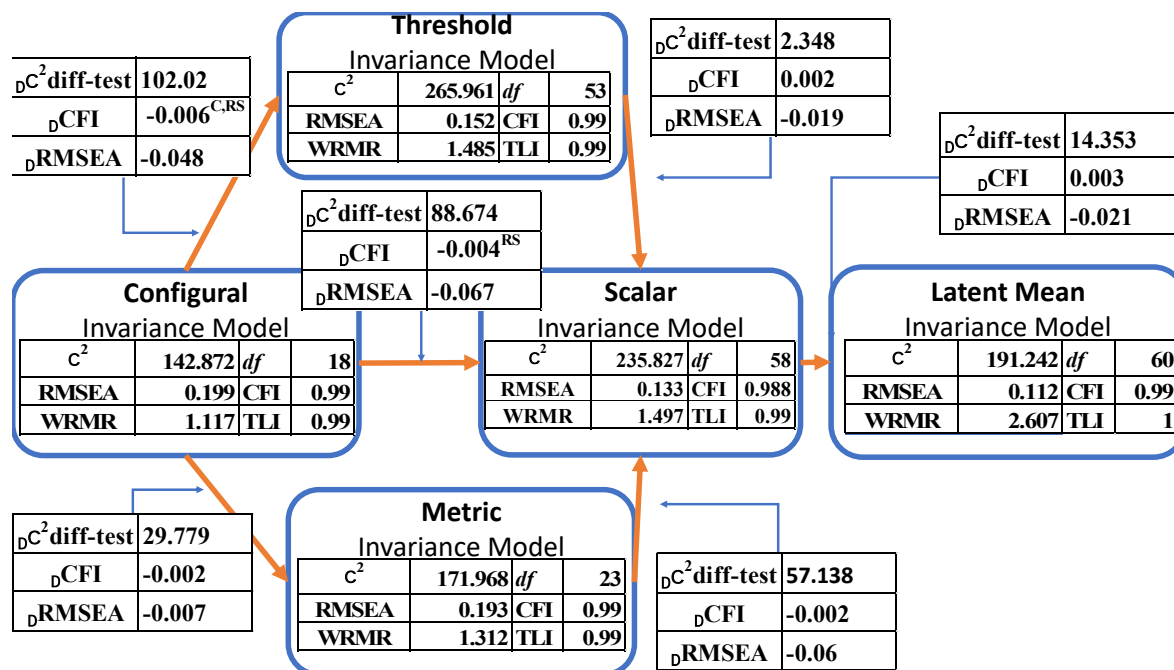 Threshold
Invariance Model
C² 265.961 df 53
RMSEA 0.152 CFI 0.99
WRMR 1.485 TLI 0.99
DC²diff-test 102.02
DCFI -0.006C,RS
DRMSEA -0.048
DC²diff-test 2.348
DCFI 0.002
DRMSEA -0.019
DC²diff-test 14.353
DCFI 0.003
DRMSEA -0.021
DC²diff-test 88.674
DCFI -0.004RS
DRMSEA -0.067
Configural
Invariance Model
C² 142.872 df 18
RMSEA 0.199 CFI 0.99
WRMR 1.117 TLI 0.99
Scalar
Invariance Model
C² 235.827 df 58
RMSEA 0.133 CFI 0.988
WRMR 1.497 TLI 0.99
Latent Mean
Invariance Model
C² 191.242 df 60
RMSEA 0.112 CFI 0.99
WRMR 2.607 TLI 1
DC²diff-test 29.779
DCFI -0.002
DRMSEA -0.007
Metric
Invariance Model
C² 171.968 df 23
RMSEA 0.193 CFI 0.99
WRMR 1.312 TLI 0.99
DC²diff-test 57.138
DCFI -0.002
DRMSEA -0.06